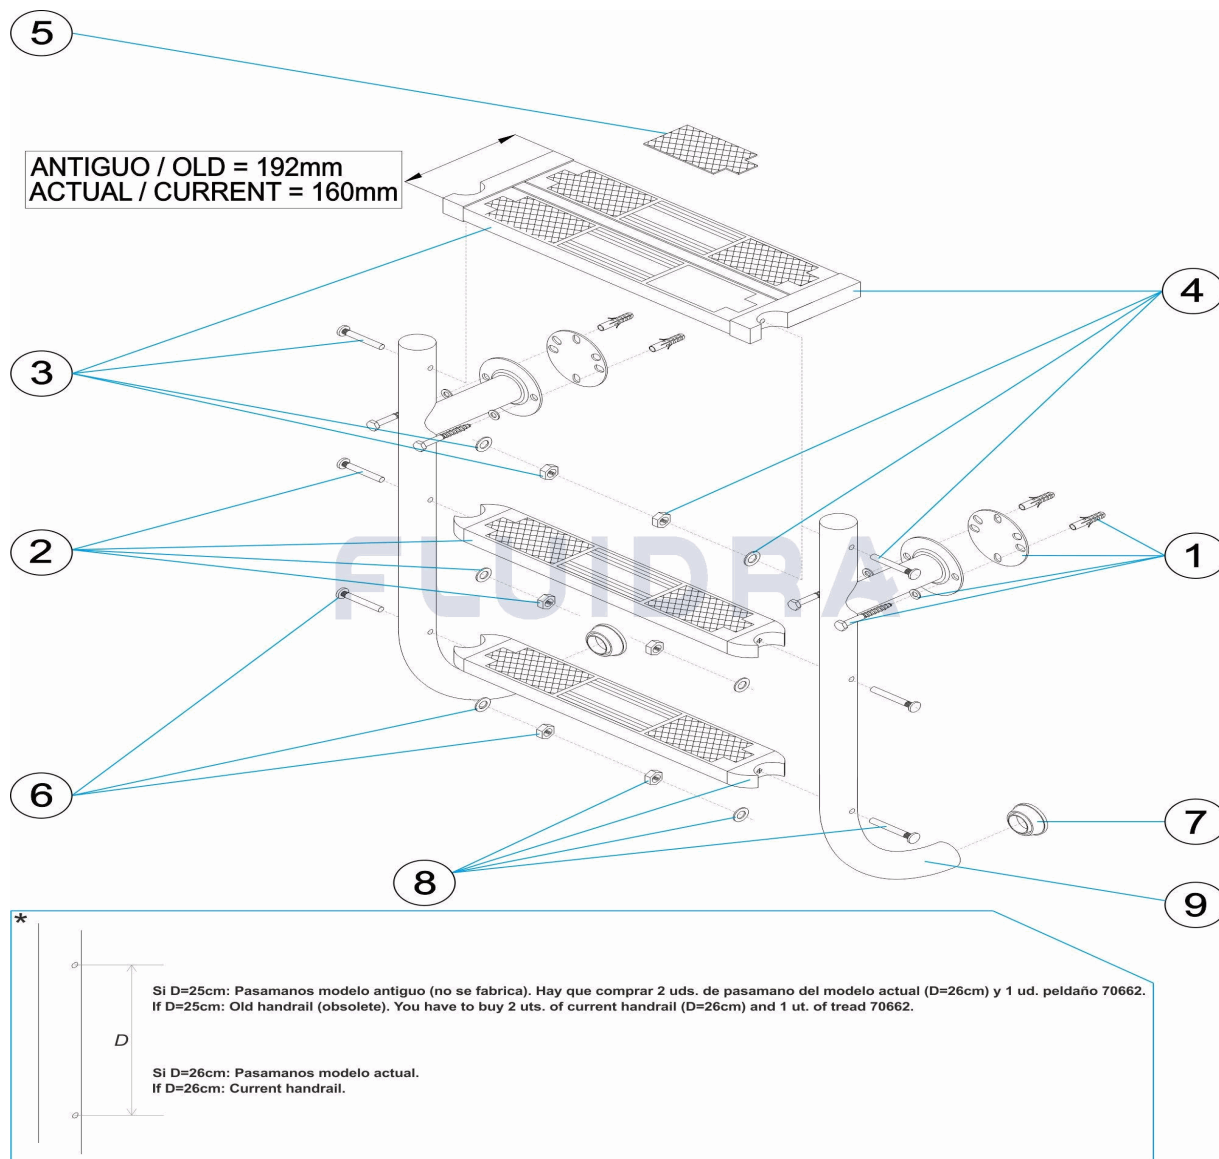 5
ANTIGUO / OLD = 192mm
ACTUAL / CURRENT = 160mm
4
3
2
1
FLUIDRA
6
7
8
9
*
Si D=25cm: Pasamanos modelo antiguo (no se fabrica). Hay que comprar 2 uds. de pasamano del modelo actual (D=26cm) y 1 ud. peldaño 70662.
If D=25cm: Old handrail (obsolete). You have to buy 2 uts. of current handrail (D=26cm) and 1 ut. of tread 70662.
D
Si D=26cm: Pasamanos modelo actual.
If D=26cm: Current handrail.